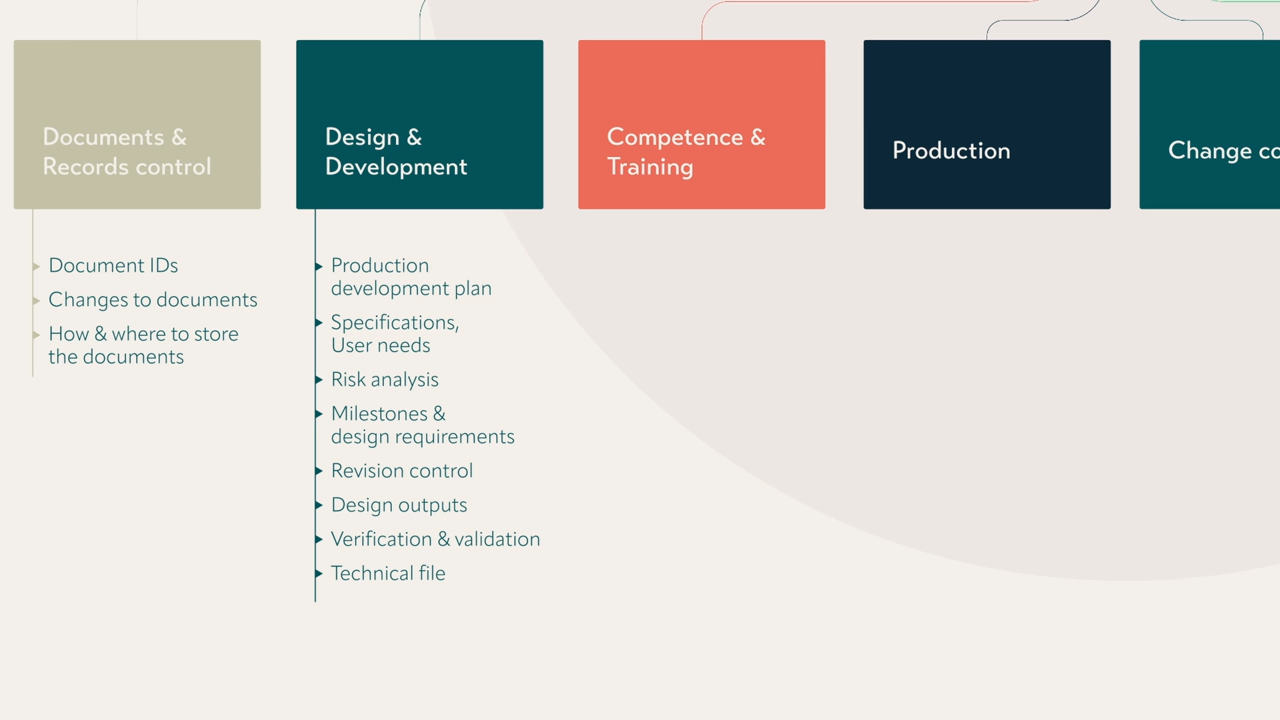 Documents &
Records control
Design &
Development
Competence &
Training
Production
Change co
Document IDs
Changes to documents
How & where to store
the documents
Production
development plan
Specifications,
User needs
Risk analysis
Milestones &
design requirements
Revision control
Design outputs
Verification & validation
Technical file